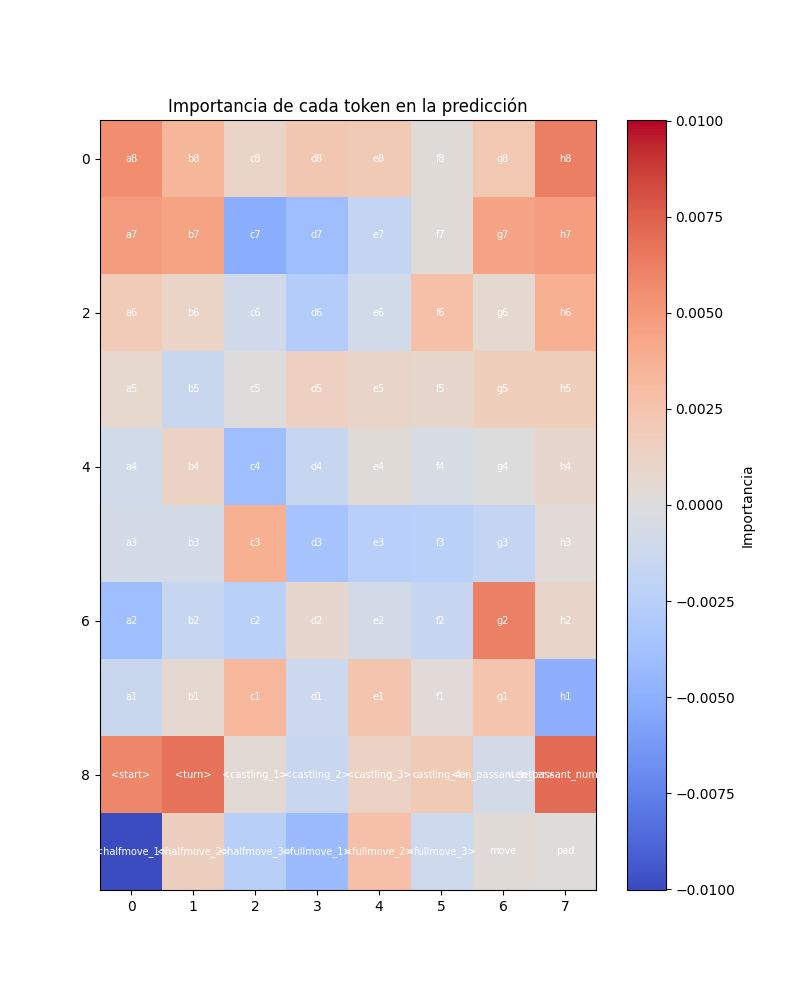 Importancia de cada token en la predicción
0 a8 b8 c8 d8 e8 f8 g8 h8 0.0100
a7 b7 c7 d7 e7 f7 g7 h7 0.0075
2 a6 b6 c6 d6 e6 f6 g6 h6 0.0050
a5 b5 c5 d5 e5 f5 g5 h5 0.0025
4 a4 b4 c4 d4 e4 f4 g4 h4 0.0000
a3 b3 c3 d3 e3 f3 g3 h3 −0.0025
6 a2 b2 c2 d2 e2 f2 g2 h2 −0.0050
a1 b1 c1 d1 e1 f1 g1 h1 −0.0075
8 <start> <turn> <castling_1> <castling_2> <castling_3> −0.0100
<halfmove_2> <fullmove_2> <fullmove_3> move pad
0 1 2 3 4 5 6 7
Importancia